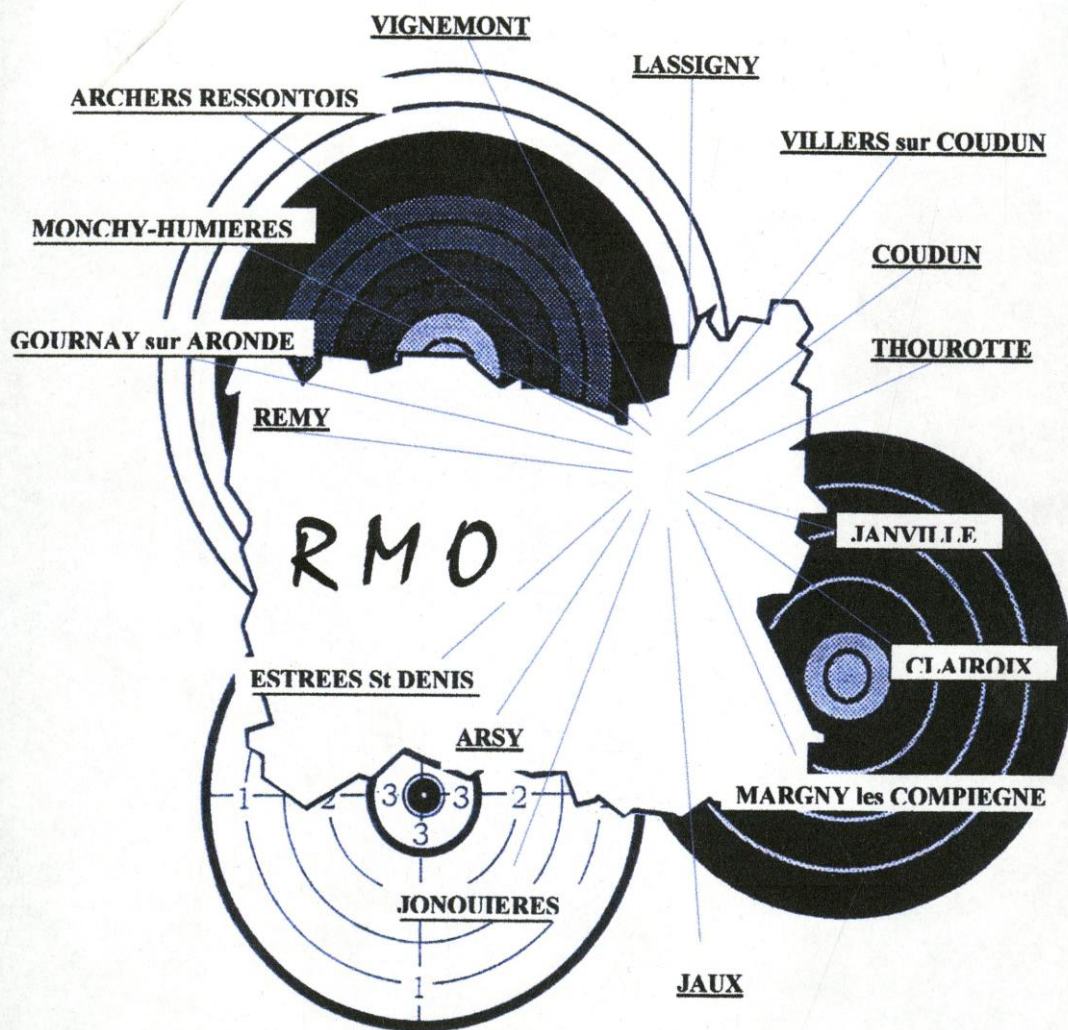 VIGNEMONT
LASSIGNY
ARCHERS RESSONTOIS
VILLERS sur COUDUN
MONCHY-HUMIERES
COUDUN
GOURNAY sur ARONDE
THOUROTTE
REMY
JANVILLE
RMO
CLAIROIX
ESTREES St DENIS
ARSY
MARGNY les COMPIEGNE
1 2 3 3 2
3
JONQUIERES
1
JAUX